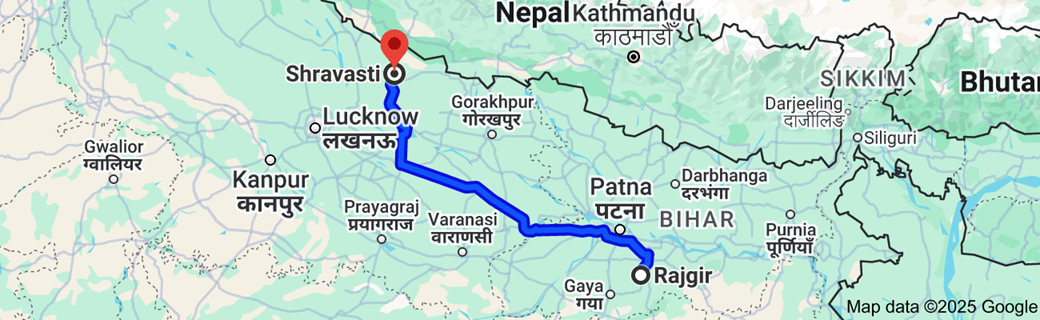 Nepal
Kathmandu
काठमाडौँ
Shravasti
SIKKIM
Bhutan
Gorakhpur
गोरखपुर
Darjeeling
दार्जीलिङ
Lucknow
लखनऊ
Siliguri
Gwalior
ग्वालियर
Kanpur
कानपुर
Patna
पटना
Darbhanga
दरभंगा
Prayagraj
प्रयागराज
Varanasi
वाराणसी
BIHAR
Purnia
पूर्णियाँ
Rajgir
Gaya
गया
Map data ©2025 Google